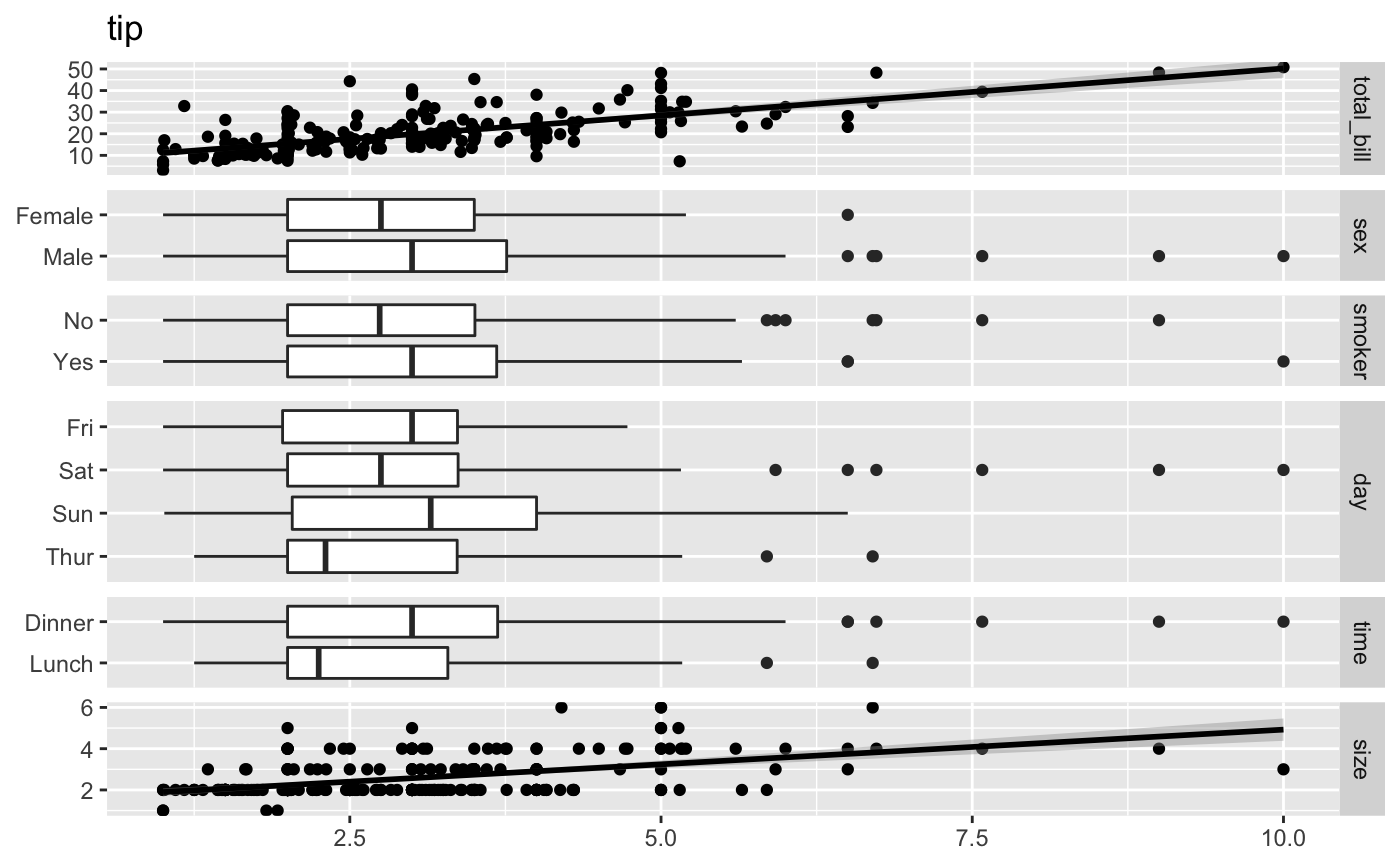 tip
50
40
30
20
10
total_bill
Female
Male
sex
No
Yes
smoker
Fri
Sat
Sun
Thur
day
Dinner
Lunch
time
6
4
2
size
2.5 5.0 7.5 10.0